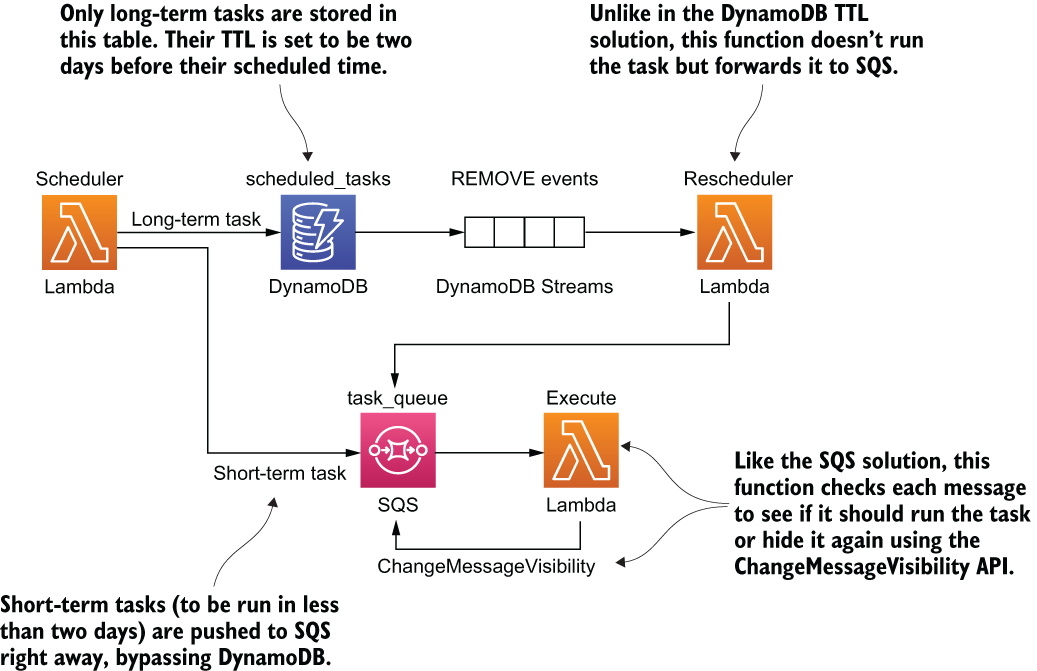 Only long-term tasks are stored in
this table. Their TTL is set to be two
days before their scheduled time.
Unlike in the DynamoDB TTL
solution, this function doesn’t run
the task but forwards it to SQS.
Scheduler
scheduled_tasks
REMOVE events
Rescheduler
Long-term task
Lambda
DynamoDB
DynamoDB Streams
Lambda
task_queue
Execute
Short-term task
SQS
Lambda
ChangeMessageVisibility
Like the SQS solution, this
function checks each message
to see if it should run the task
or hide it again using the
ChangeMessageVisibility API.
Short-term tasks (to be run in less
than two days) are pushed to SQS
right away, bypassing DynamoDB.